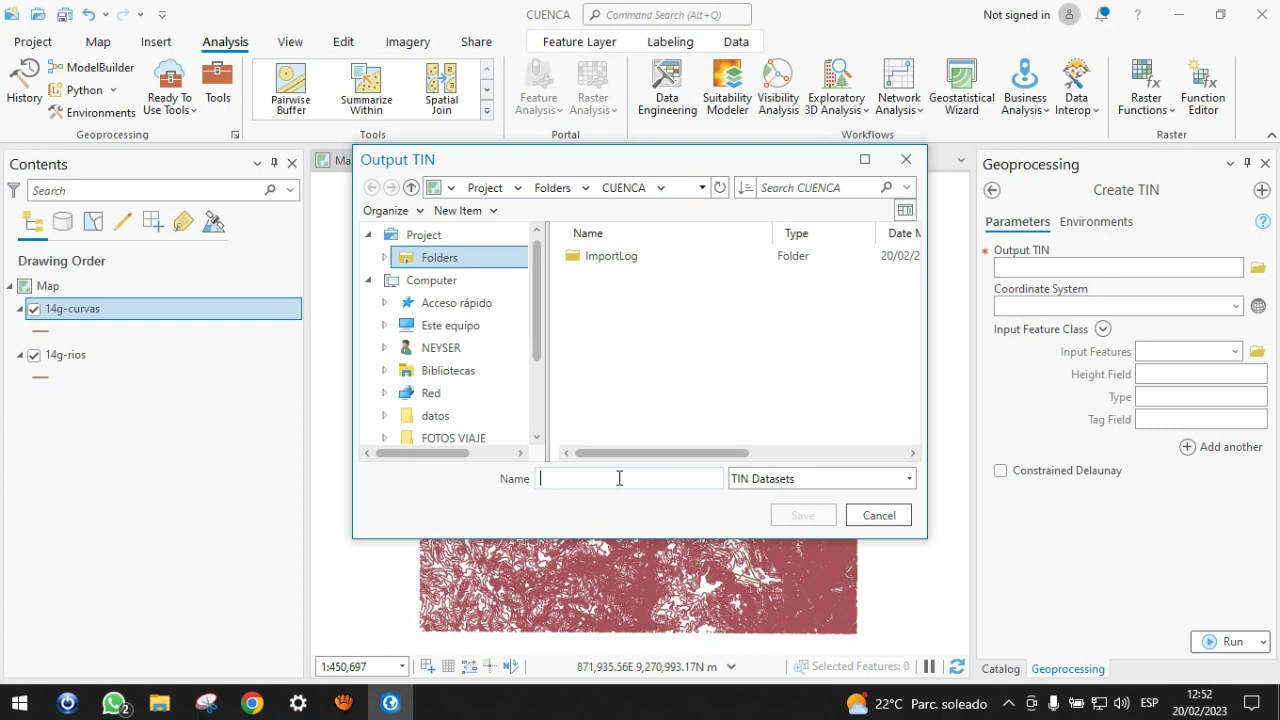 CUENCA
Command Search (Alt+Q)
Not signed in
Project
Map
Insert
Analysis
View
Edit
Imagery
Share
Feature Layer
Labeling
Data
History
ModelBuilder
Python
Environments
Ready To
Use Tools
Tools
Geoprocessing
Pairwise
Buffer
Summarize
Within
Spatial
Join
Tools
Feature
Analysis
Raster
Analysis
Portal
Data
Engineering
Suitability
Modeler
Visibility
Analysis
Exploratory
3D Analysis
Network
Analysis
Geostatistical
Wizard
Business
Analysis
Data
Interop
Workflows
Raster
Functions
Function
Editor
Raster
Contents
Search
Drawing Order
Map
14g-curvas
14g-rios
Ma
Output TIN
Project
Folders
CUENCA
Search CUENCA
Organize
New Item
Project
Folders
Computer
Acceso rápido
Este equipo
NEYSER
Bibliotecas
Red
datos
FOTOS VIAJE
Name
Type
Date M
ImportLog
Folder
20/02/2
Name
TIN Datasets
Save
Cancel
1:450,697
871,935.56E 9,270,993.17N m
Selected Features: 0
Geoprocessing
Create TIN
Parameters
Environments
Output TIN
Coordinate System
Input Feature Class
Input Features
Height Field
Type
Tag Field
Add another
Constrained Delaunay
Run
Catalog
Geoprocessing
2
22°C Parc. soleado
ESP
12:52
20/02/2023